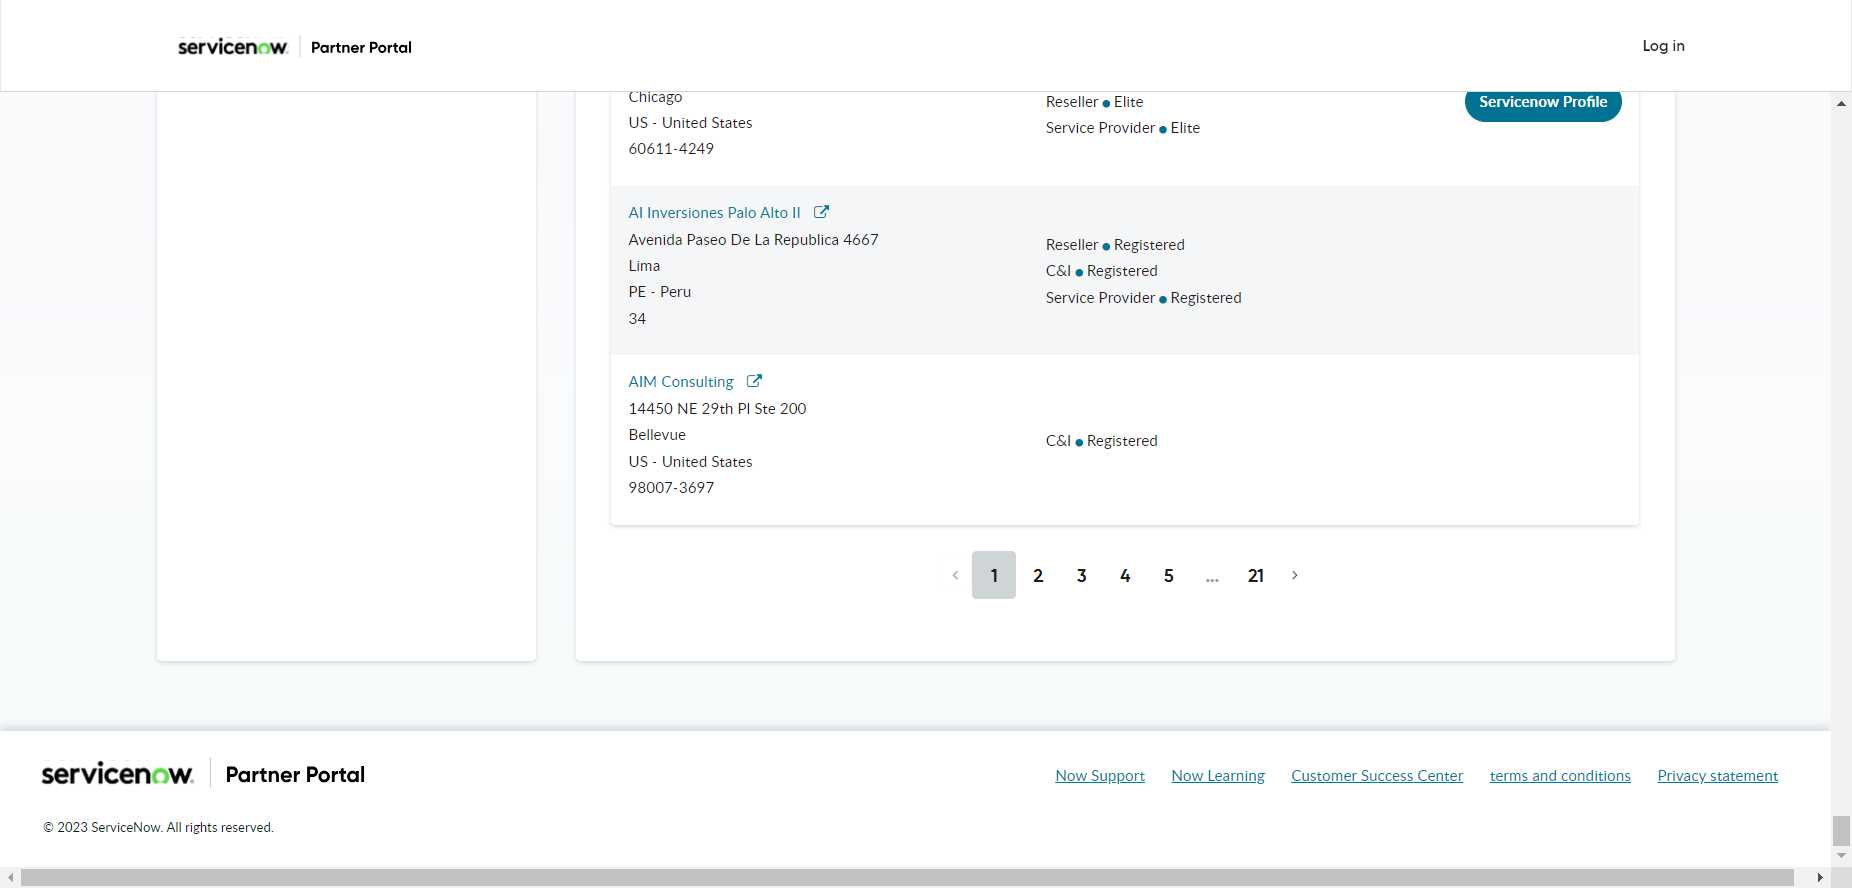 servicenow. Partner Portal
Log in
Chicago
US - United States
60611-4249
Reseller ● Elite
Service Provider ● Elite
Servicenow Profile
AI Inversiones Palo Alto II
Avenida Paseo De La Republica 4667
Lima
PE - Peru
34
Reseller ● Registered
C&I ● Registered
Service Provider ● Registered
AIM Consulting
14450 NE 29th Pl Ste 200
Bellevue
US - United States
98007-3697
C&I ● Registered
‹ 1 2 3 4 5 ... 21 ›
servicenow. Partner Portal
Now Support Now Learning Customer Success Center terms and conditions Privacy statement
© 2023 ServiceNow. All rights reserved.